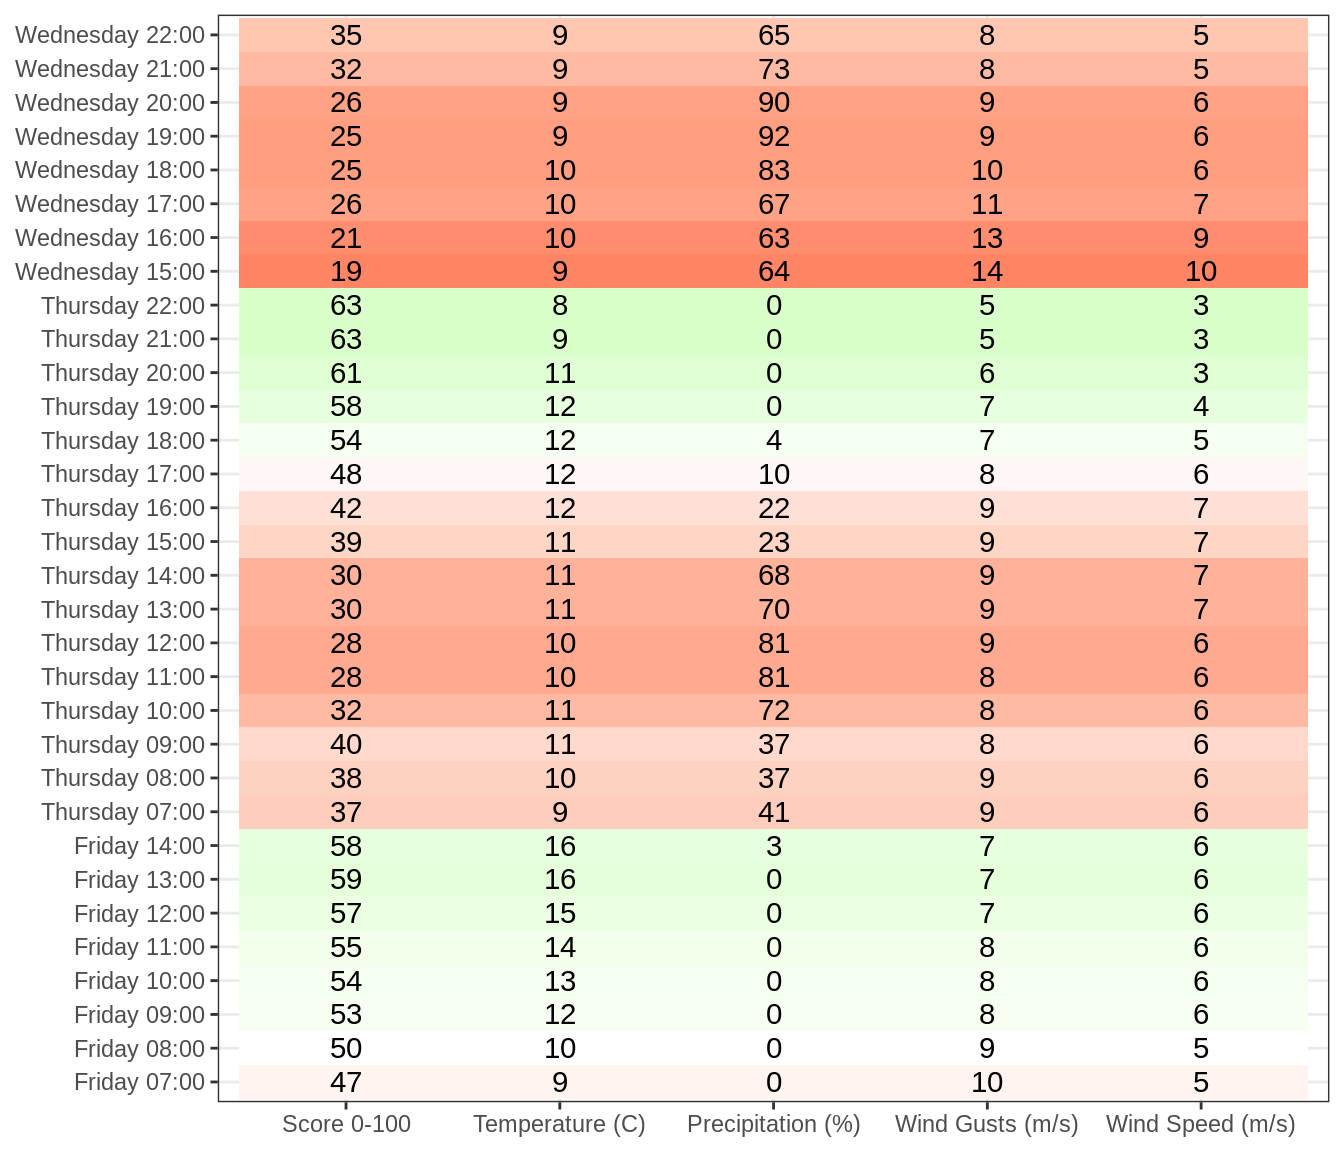 Wednesday 22:00 35 9 65 8 5
Wednesday 21:00 32 9 73 8 5
Wednesday 20:00 26 9 90 9 6
Wednesday 19:00 25 9 92 9 6
Wednesday 18:00 25 10 83 10 6
Wednesday 17:00 26 10 67 11 7
Wednesday 16:00 21 10 63 13 9
Wednesday 15:00 19 9 64 14 10
Thursday 22:00 63 8 0 5 3
Thursday 21:00 63 9 0 5 3
Thursday 20:00 61 11 0 6 3
Thursday 19:00 58 12 0 7 4
Thursday 18:00 54 12 4 7 5
Thursday 17:00 48 12 10 8 6
Thursday 16:00 42 12 22 9 7
Thursday 15:00 39 11 23 9 7
Thursday 14:00 30 11 68 9 7
Thursday 13:00 30 11 70 9 7
Thursday 12:00 28 10 81 9 6
Thursday 11:00 28 10 81 8 6
Thursday 10:00 32 11 72 8 6
Thursday 09:00 40 11 37 8 6
Thursday 08:00 38 10 37 9 6
Thursday 07:00 37 9 41 9 6
Friday 14:00 58 16 3 7 6
Friday 13:00 59 16 0 7 6
Friday 12:00 57 15 0 7 6
Friday 11:00 55 14 0 8 6
Friday 10:00 54 13 0 8 6
Friday 09:00 53 12 0 8 6
Friday 08:00 50 10 0 9 5
Friday 07:00 47 9 0 10 5
Score 0-100 Temperature (C) Precipitation (%) Wind Gusts (m/s) Wind Speed (m/s)